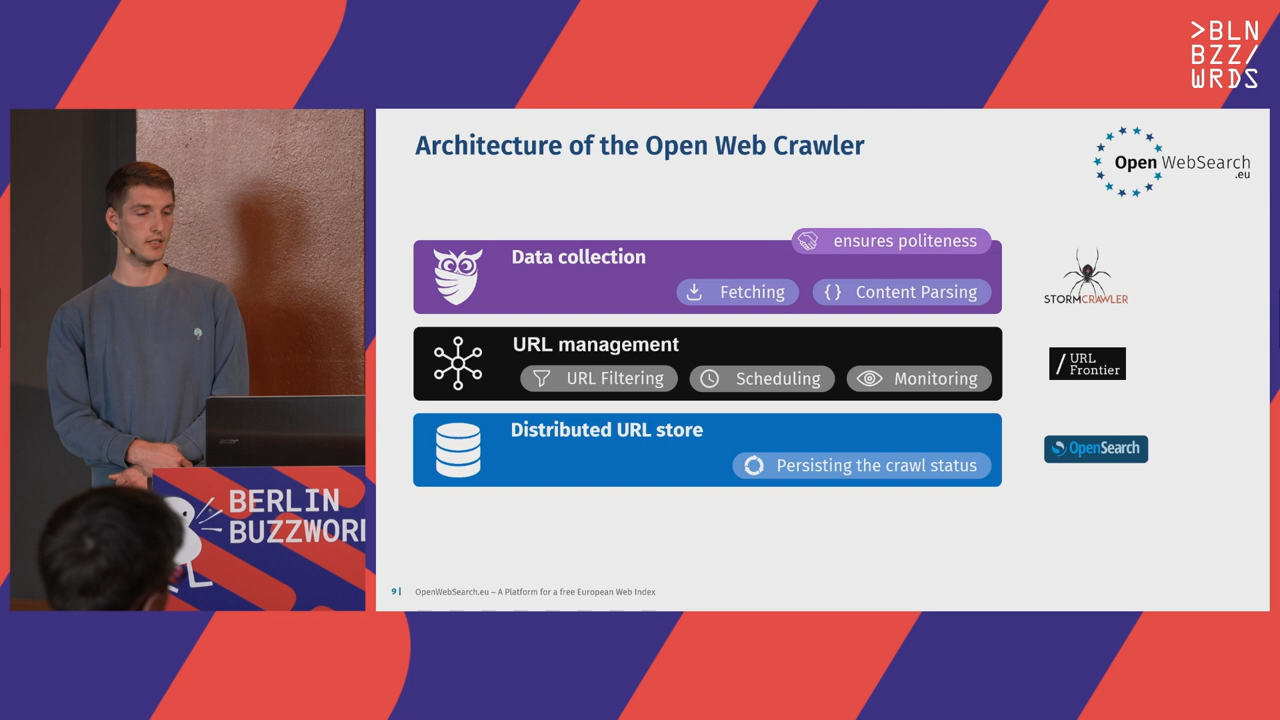 >BLN
BZZ/
WRDS
Architecture of the Open Web Crawler
Open WebSearch
.eu
ensures politeness
Data collection
Fetching
{} Content Parsing
STORMCRAWLER
URL management
URL Filtering
Scheduling
Monitoring
/ URL
Frontier
Distributed URL store
Persisting the crawl status
OpenSearch
BERLIN
BUZZWOR
9 |
OpenWebSearch.eu – A Platform for a free European Web Index